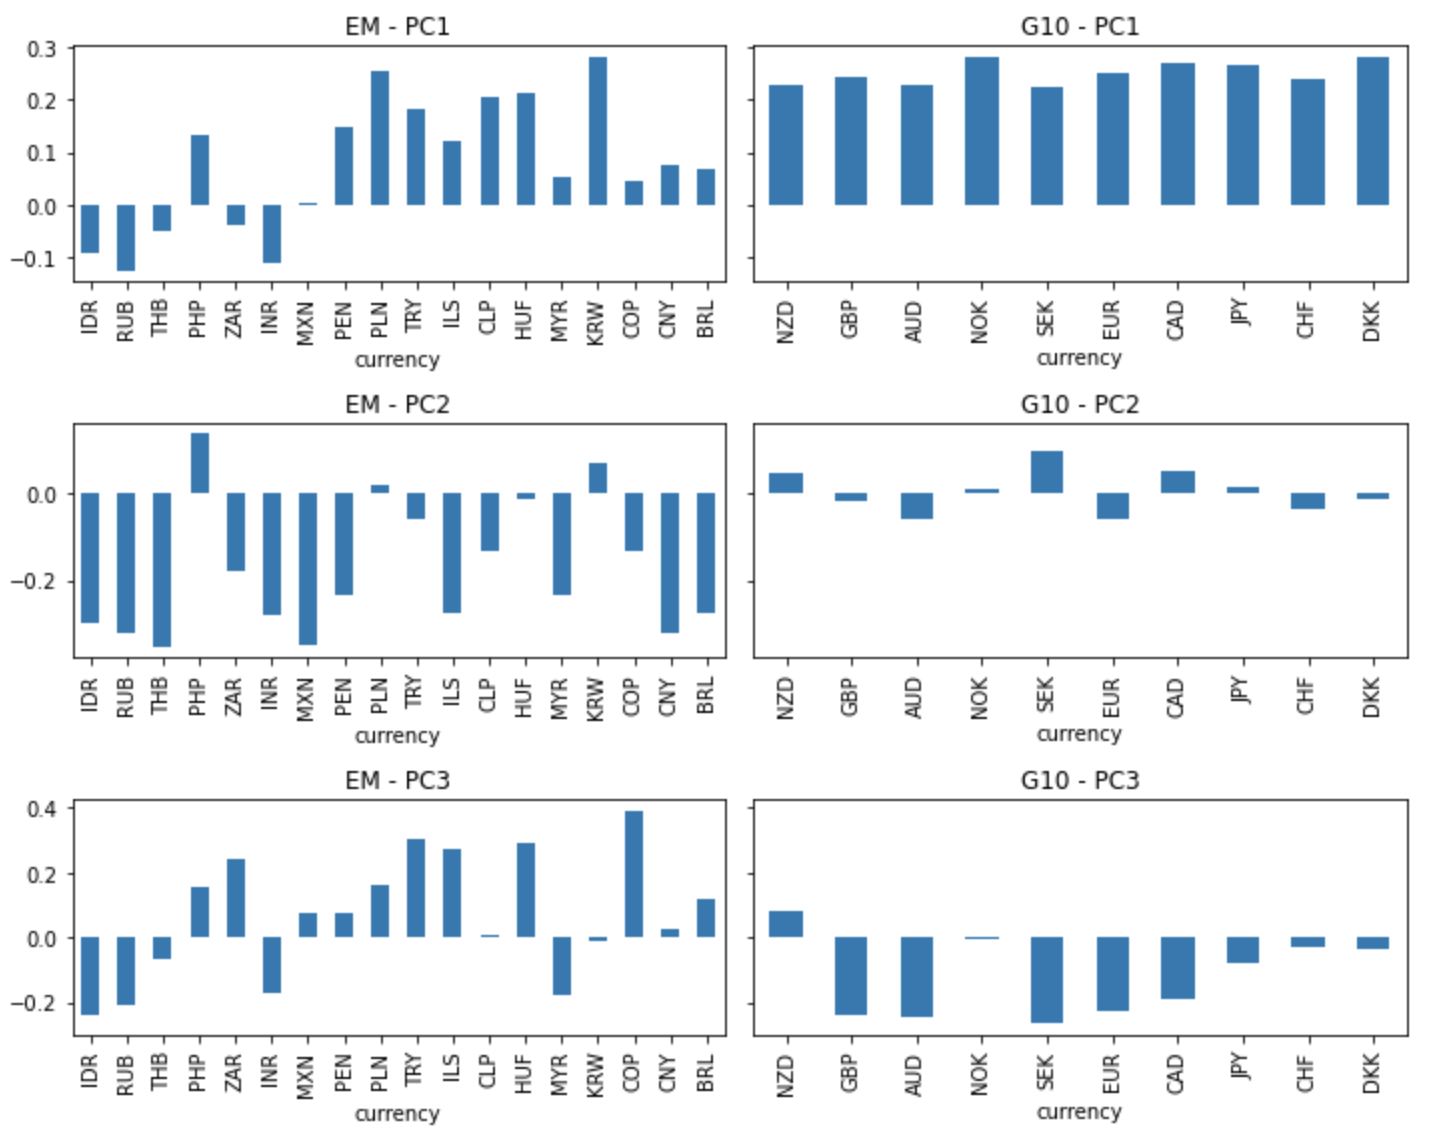 EM - PC1
G10 - PC1
0.3
0.2
0.1
0.0
−0.1
IDR RUB THB PHP ZAR INR MXN PEN PLN TRY ILS CLP HUF MYR KRW COP CNY BRL
NZD GBP AUD NOK SEK EUR CAD JPY CHF DKK
currency
currency
EM - PC2
G10 - PC2
0.0
−0.2
IDR RUB THB PHP ZAR INR MXN PEN PLN TRY ILS CLP HUF MYR KRW COP CNY BRL
NZD GBP AUD NOK SEK EUR CAD JPY CHF DKK
currency
currency
EM - PC3
G10 - PC3
0.4
0.2
0.0
−0.2
IDR RUB THB PHP ZAR INR MXN PEN PLN TRY ILS CLP HUF MYR KRW COP CNY BRL
NZD GBP AUD NOK SEK EUR CAD JPY CHF DKK
currency
currency